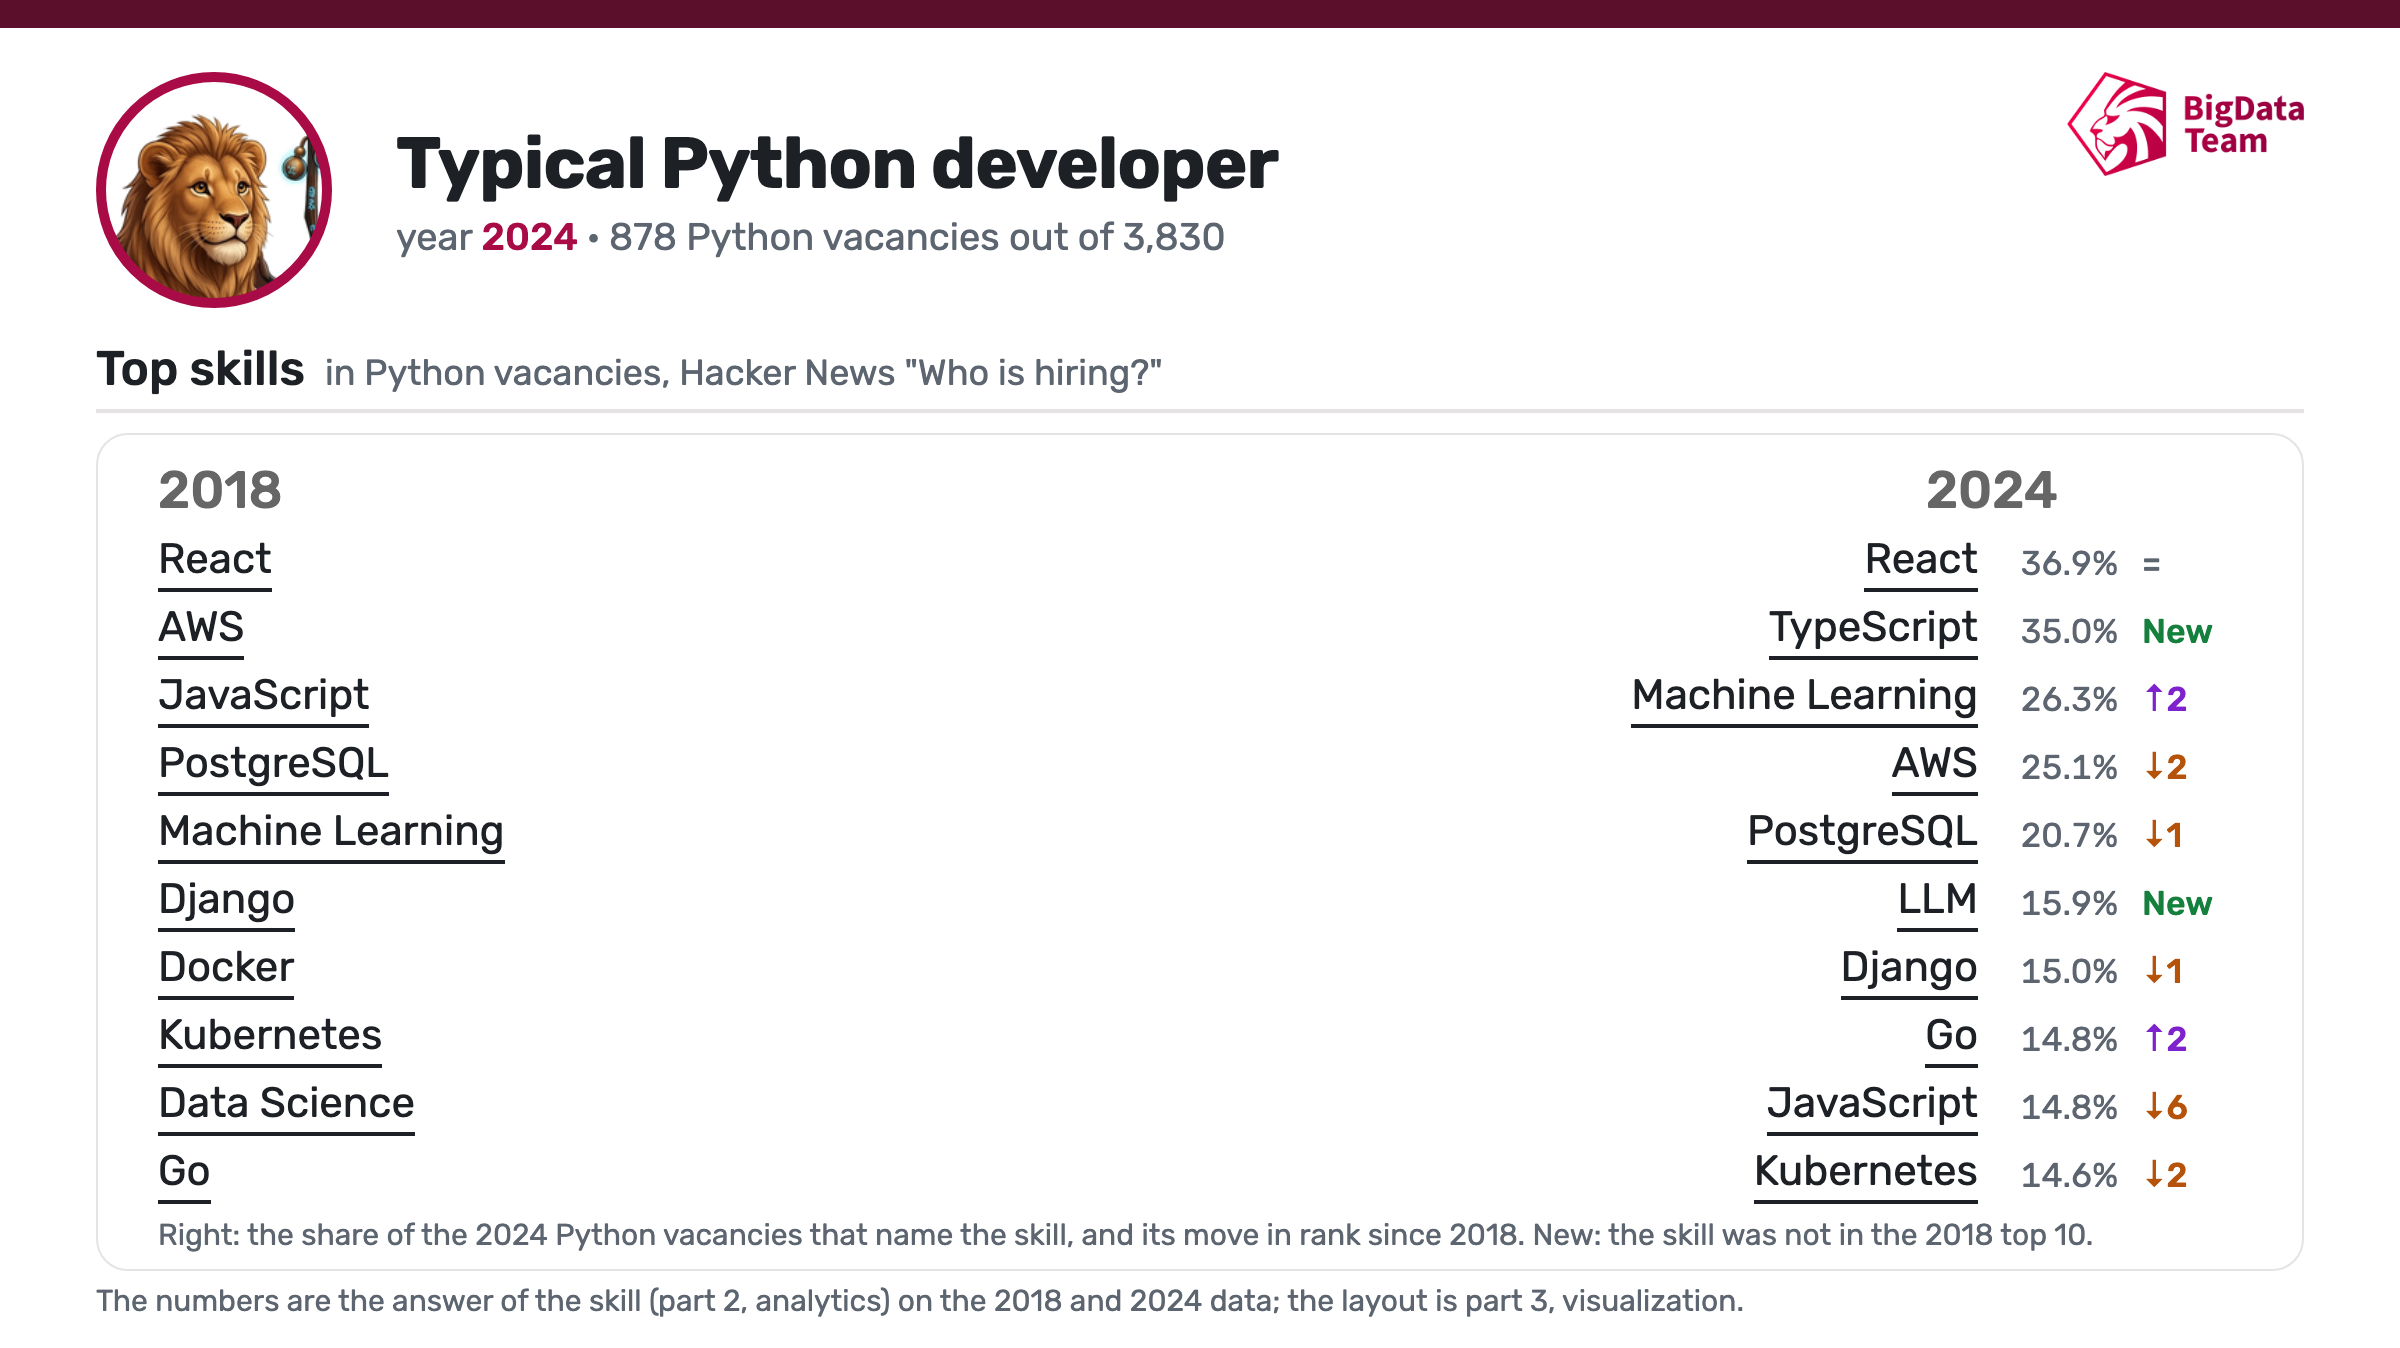 BigData
Team
Typical Python developer
year 2024 • 878 Python vacancies out of 3,830
Top skills in Python vacancies, Hacker News "Who is hiring?"
2018 2024
React React 36.9% =
AWS TypeScript 35.0% New
JavaScript Machine Learning 26.3% ↑2
PostgreSQL AWS 25.1% ↓2
Machine Learning PostgreSQL 20.7% ↓1
Django LLM 15.9% New
Docker Django 15.0% ↓1
Kubernetes Go 14.8% ↑2
Data Science JavaScript 14.8% ↓6
Go Kubernetes 14.6% ↓2
Right: the share of the 2024 Python vacancies that name the skill, and its move in rank since 2018. New: the skill was not in the 2018 top 10.
The numbers are the answer of the skill (part 2, analytics) on the 2018 and 2024 data; the layout is part 3, visualization.